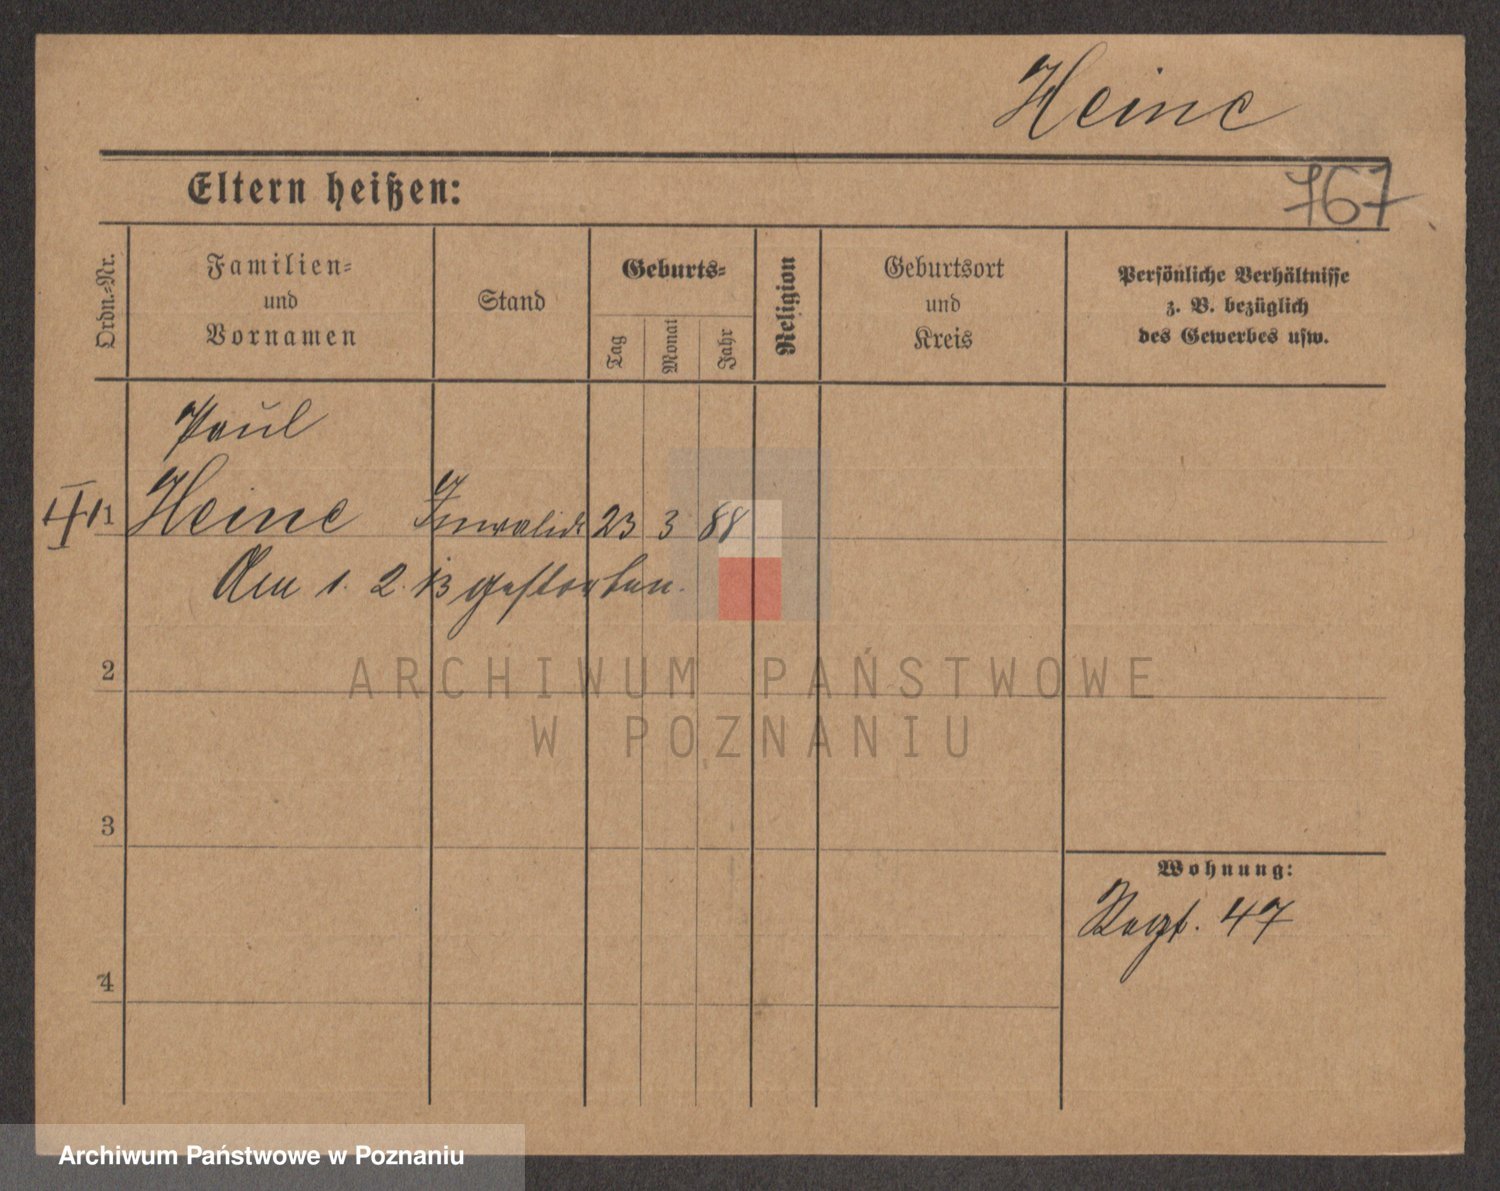 Heine
Eltern heißen:
767
Ordn.-Nr.
Familien-
und
Vornamen
Stand
Geburts-
Tag
Monat
Jahr
Religion
Geburtsort
und
Kreis
Persönliche Verhältnisse
z. B. bezüglich
des Gewerbes usw.
Paul
1 Heine Invalide 23 3 88
Am 1. 2. 13 gestorben.
2
ARCHIWUM PAŃSTWOWE
W POZNANIU
3
Wohnung:
Regt. 47
4
Archiwum Państwowe w Poznaniu